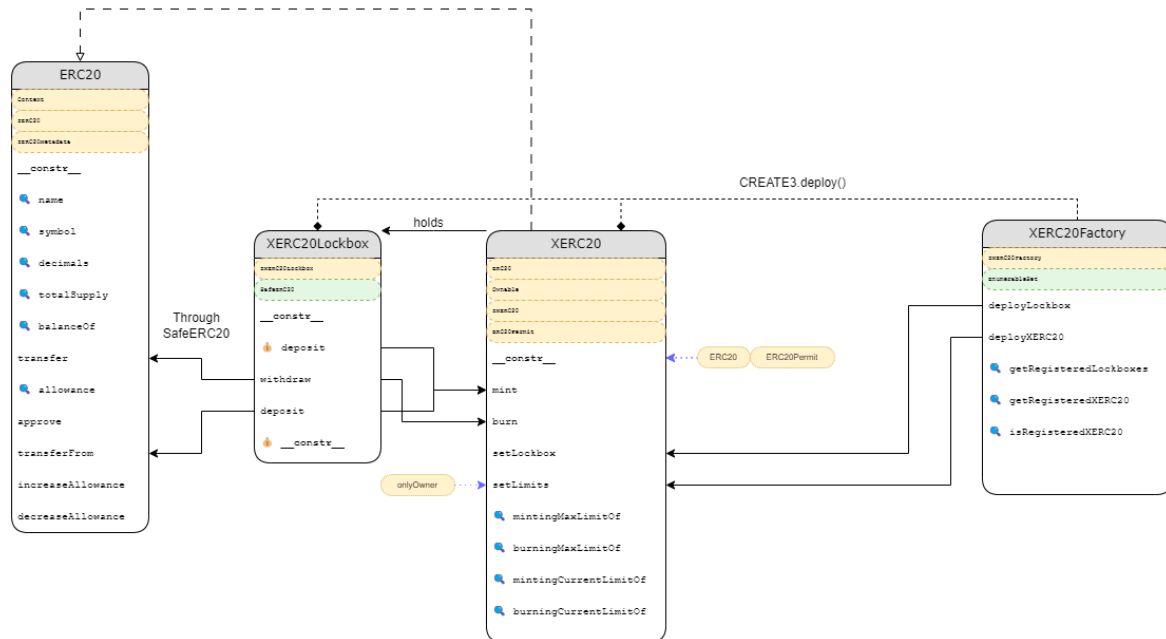 ERC20
Context
IERC20
IERC20Metadata
__constr__
name
symbol
decimals
totalSupply
balanceOf
transfer
allowance
approve
transferFrom
increaseAllowance
decreaseAllowance
Through
SafeERC20
XERC20Lockbox
IXERC20Lockbox
SafeERC20
__constr__
deposit
withdraw
deposit
__constr__
holds
CREATE3.deploy()
XERC20
ERC20
Ownable
IXERC20
ERC20Permit
__constr__
mint
burn
setLockbox
setLimits
mintingMaxLimitOf
burningMaxLimitOf
mintingCurrentLimitOf
burningCurrentLimitOf
onlyOwner
ERC20
ERC20Permit
XERC20Factory
IXERC20Factory
EnumerableSet
deployLockbox
deployXERC20
getRegisteredLockboxes
getRegisteredXERC20
isRegisteredXERC20